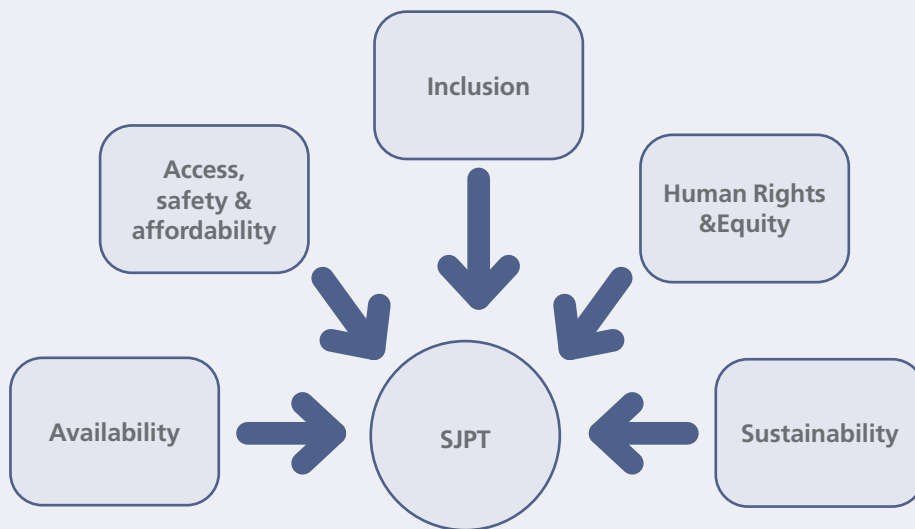 Inclusion
Access,
safety &
affordability
Human Rights
&Equity
Availability
SJPT
Sustainability